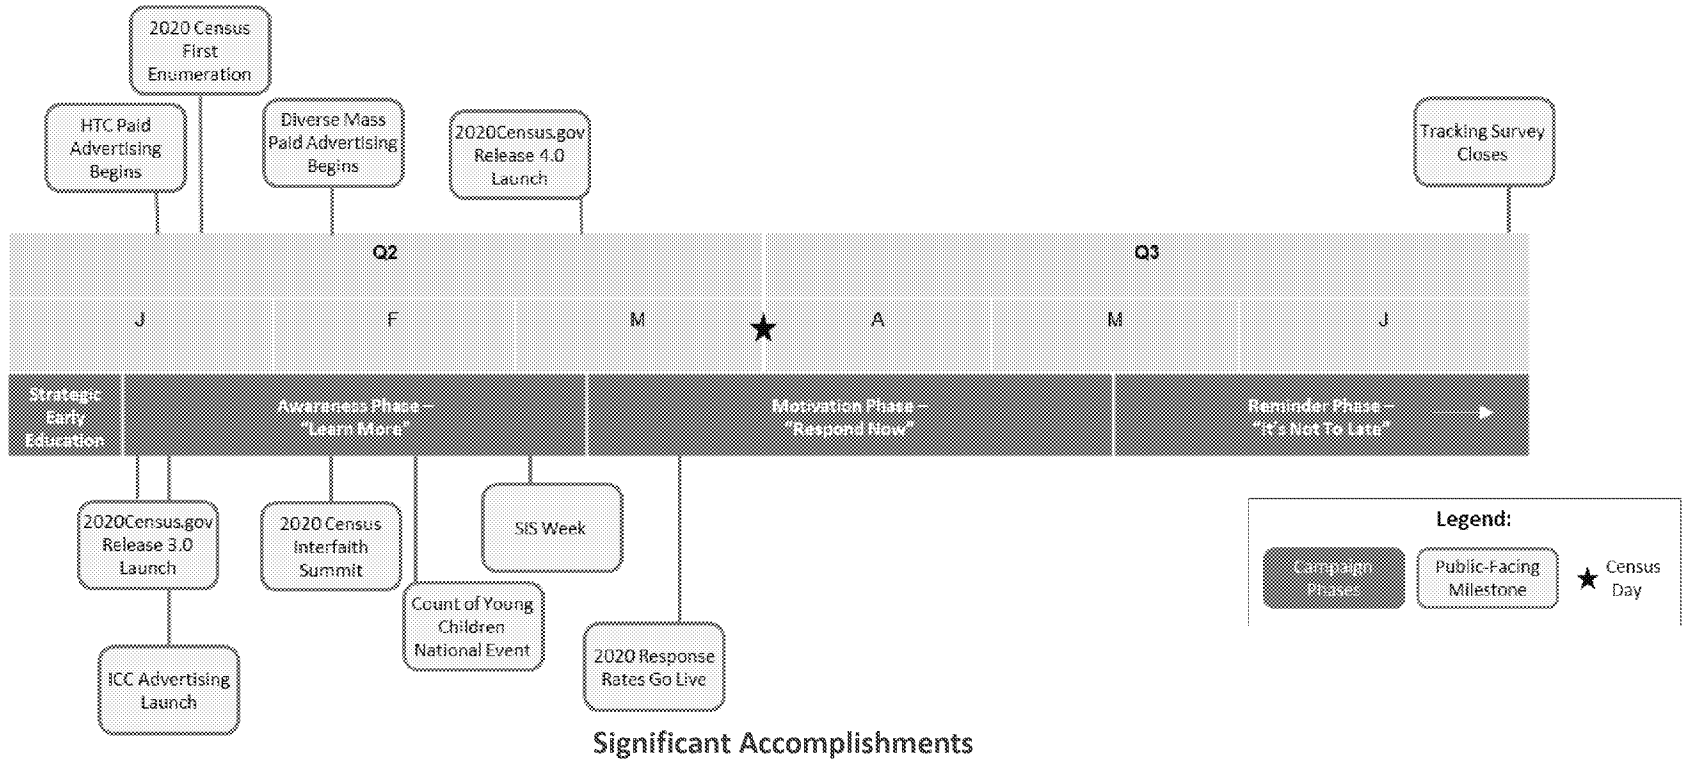 2020 Census
First
Enumeration
HTC Paid
Advertising
Begins
Diverse Mass
Paid Advertising
Begins
2020Census.gov
Release 4.0
Launch
Tracking Survey
Closes
Q2
Q3
J
F
M
A
M
J
Strategic
Early
Education
Awareness Phase –
"Learn More"
Motivation Phase –
"Respond Now"
Reminder Phase –
"It's Not To Late"
2020Census.gov
Release 3.0
Launch
2020 Census
Interfaith
Summit
SIS Week
Count of Young
Children
National Event
ICC Advertising
Launch
2020 Response
Rates Go Live
Legend:
Campaign
Phases
Public-Facing
Milestone
Census
Day
Significant Accomplishments